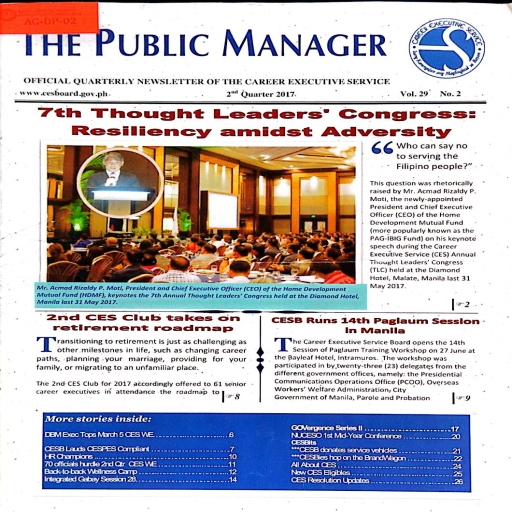 AG-DP-02
THE PUBLIC MANAGER
CAREER EXECUTIVE SERVICE
OFFICIAL QUARTERLY NEWSLETTER OF THE CAREER EXECUTIVE SERVICE
www.cesboard.gov.ph
2nd Quarter 2017
Vol. 29 No. 2
7th Thought Leaders' Congress:
Resiliency amidst Adversity
“Who can say no
to serving the
Filipino people?”
This question was rhetorically
raised by Mr. Acmad Rizaldy P.
Moti, the newly-appointed
President and Chief Executive
Officer (CEO) of the Home
Development Mutual Fund
(more popularly known as the
PAG-IBIG Fund) on his keynote
speech during the Career
Executive Service (CES) Annual
Thought Leaders' Congress
(TLC) held at the Diamond
Hotel, Malate, Manila last 31
May 2017.
☞ 2
Mr. Acmad Rizaldy P. Moti, President and Chief Executive Officer (CEO) of the Home Development
Mutual Fund (HDMF), keynotes the 7th Annual Thought Leaders' Congress held at the Diamond Hotel,
Manila last 31 May 2017.
2nd CES Club takes on
retirement roadmap
Transitioning to retirement is just as challenging as
other milestones in life, such as changing career
paths, planning your marriage, providing for your
family, or migrating to an unfamiliar place.
The 2nd CES Club for 2017 accordingly offered to 61 senior
career executives in attendance the roadmap to
☞ 8
CESB Runs 14th Paglaum Session
in Manila
The Career Executive Service Board opens the 14th
Session of Paglaum Training Workshop on 27 June at
the Bayleaf Hotel, Intramuros. The workshop was
participated in by twenty-three (23) delegates from the
different government offices, namely: the Presidential
Communications Operations Office (PCOO), Overseas
Workers' Welfare Administration, City
Government of Manila, Parole and Probation
☞ 9
More stories inside:
DBM Exec Tops March 5 CES WE 6
CESB Lauds CESPES Compliant 7
HR Champions 10
70 officials hurdle 2nd Qtr CES WE 11
Back-to-back Wellness Camp 12
Integrated Gabay Session 28 14
GOVergence Series II 17
NUCESO 1st Mid-Year Conference 20
CESBits
***CESB donates service vehicles 21
***CESBies hop on the BrandWagon 22
All About CES 24
New CES Eligibles 25
CES Resolution Updates 26